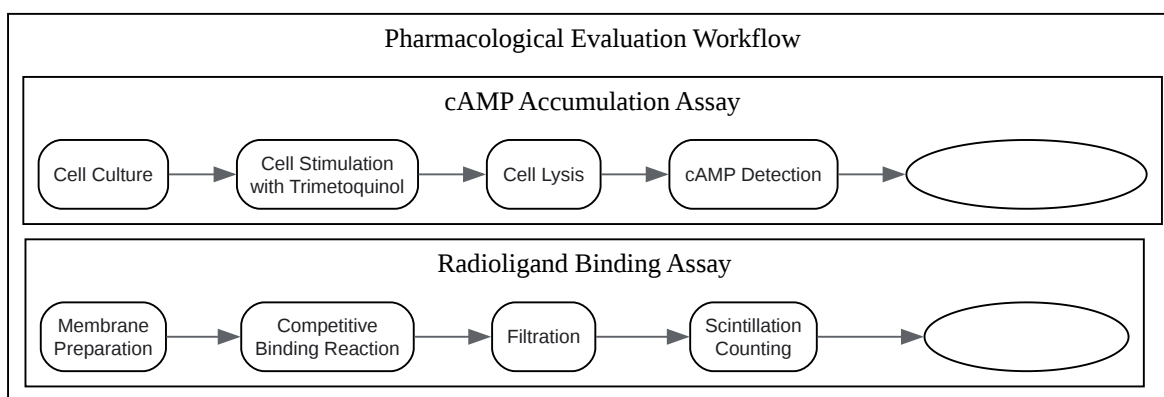 Pharmacological Evaluation Workflow
cAMP Accumulation Assay
Cell Culture
Cell Stimulation
with Trimetoquinol
Cell Lysis
cAMP Detection
Radioligand Binding Assay
Membrane
Preparation
Competitive
Binding Reaction
Filtration
Scintillation
Counting